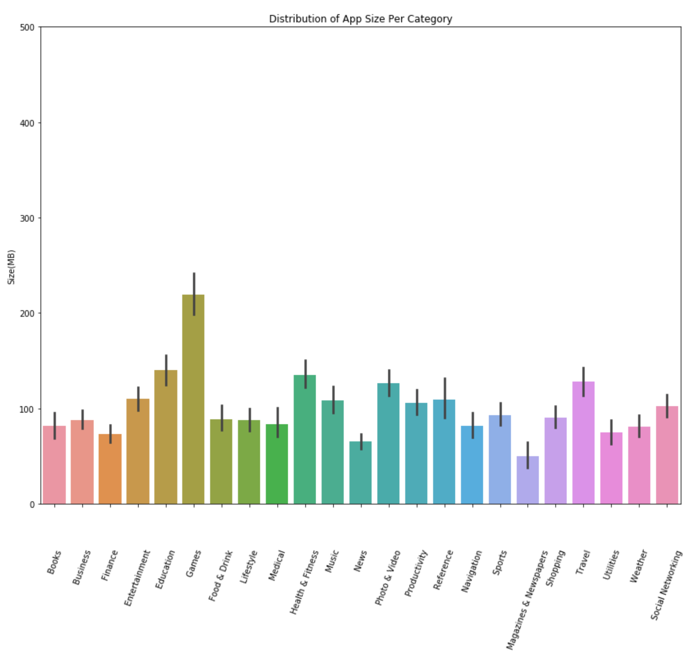 Distribution of App Size Per Category
500
400
300
200
100
0
Size(MB)
Books
Business
Finance
Entertainment
Education
Games
Food & Drink
Lifestyle
Medical
Health & Fitness
Music
News
Photo & Video
Productivity
Reference
Navigation
Sports
Magazines & Newspapers
Shopping
Travel
Utilities
Weather
Social Networking